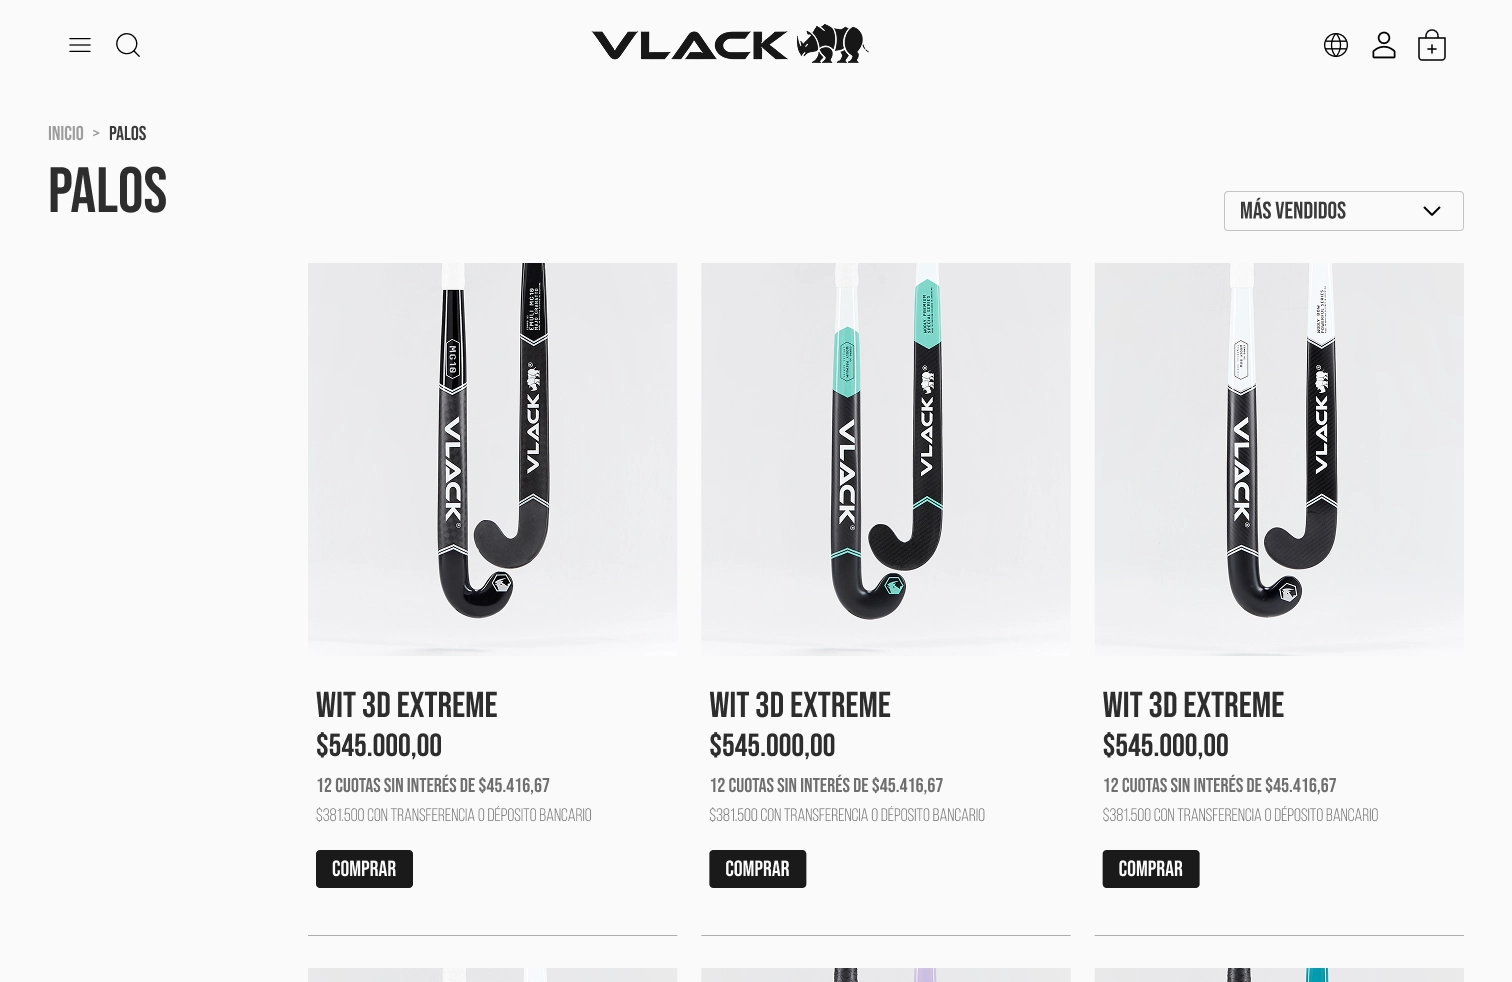 VLACK
INICIO > PALOS
PALOS
MÁS VENDIDOS
MG10
VLACK
VLACK
VLACK
VLACK
VLACK
VLACK
WIT 3D EXTREME
$545.000,00
12 CUOTAS SIN INTERÉS DE $45.416,67
$381.500 CON TRANSFERENCIA O DÉPOSITO BANCARIO
COMPRAR
WIT 3D EXTREME
$545.000,00
12 CUOTAS SIN INTERÉS DE $45.416,67
$381.500 CON TRANSFERENCIA O DÉPOSITO BANCARIO
COMPRAR
WIT 3D EXTREME
$545.000,00
12 CUOTAS SIN INTERÉS DE $45.416,67
$381.500 CON TRANSFERENCIA O DÉPOSITO BANCARIO
COMPRAR